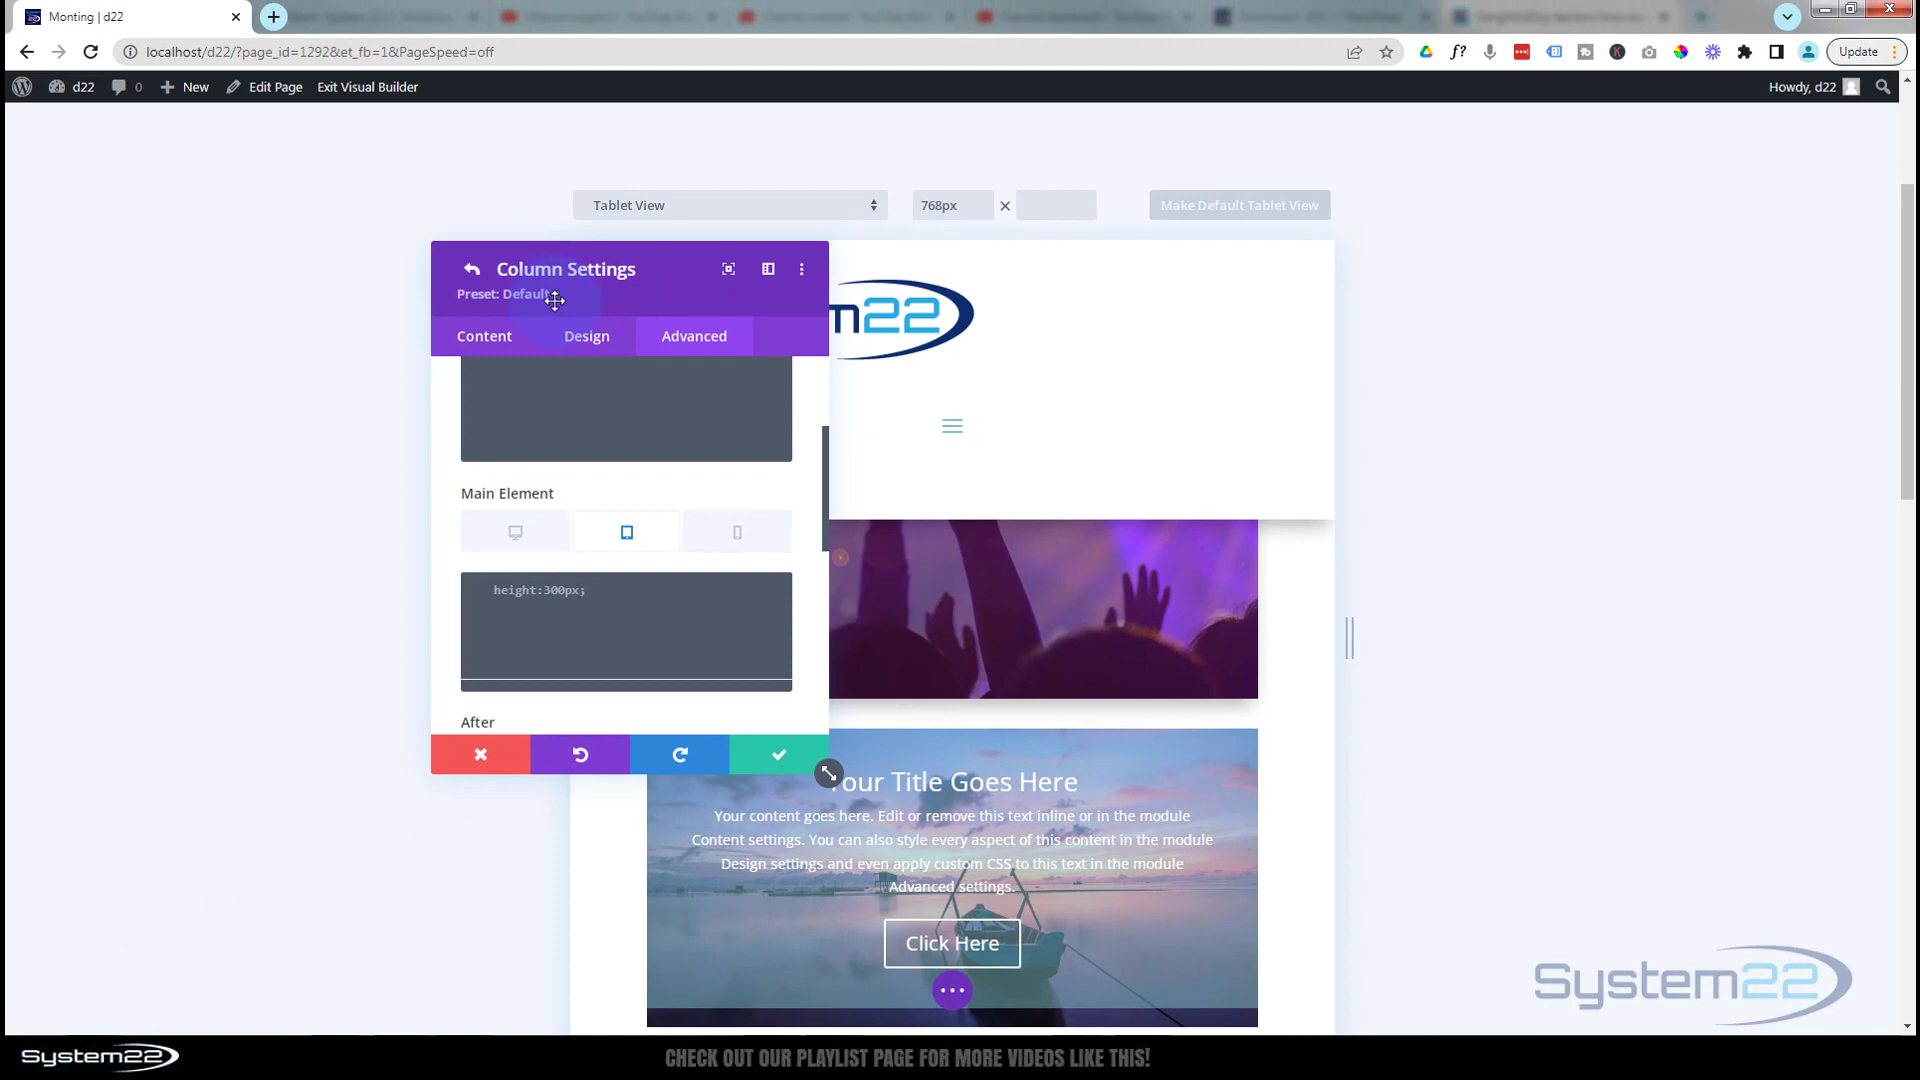 Monting | d22
localhost/d22/?page_id=1292&et_fb=1&PageSpeed=off
Update
d22
0
New
Edit Page
Exit Visual Builder
Howdy, d22
Tablet View
768px
Make Default Tablet View
Column Settings
Preset: Default
Content
Design
Advanced
m22
Main Element
height:300px;
After
Your Title Goes Here
Your content goes here. Edit or remove this text inline or in the module
Content settings. You can also style every aspect of this content in the module
Design settings and even apply custom CSS to this text in the module
Advanced settings.
Click Here
System22
System22
CHECK OUT OUR PLAYLIST PAGE FOR MORE VIDEOS LIKE THIS!